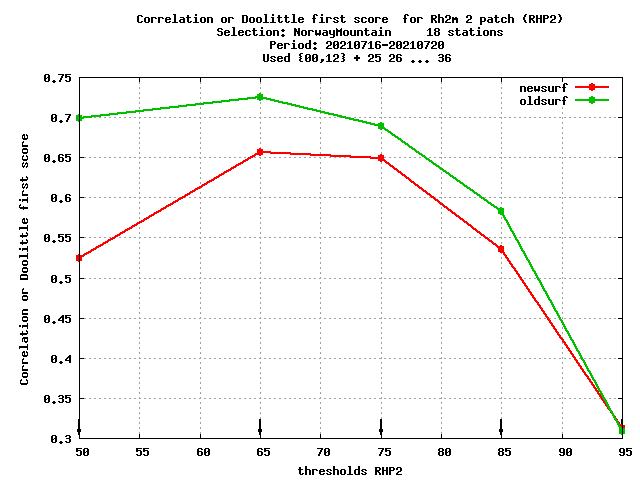 Correlation or Doolittle first score  for Rh2m 2 patch (RHP2)
Selection: NorwayMountain     18 stations
Period: 20210716-20210720
Used {00,12} + 25 26 ... 36
newsurf
oldsurf
0.75
0.7
0.65
0.6
0.55
0.5
0.45
0.4
0.35
0.3
Correlation or Doolittle first score
50 55 60 65 70 75 80 85 90 95
thresholds RHP2